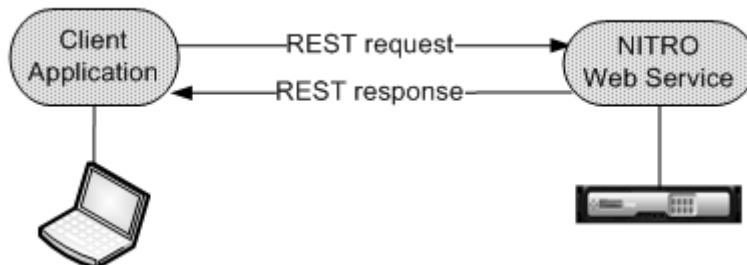 Client
Application
REST request
REST response
NITRO
Web Service